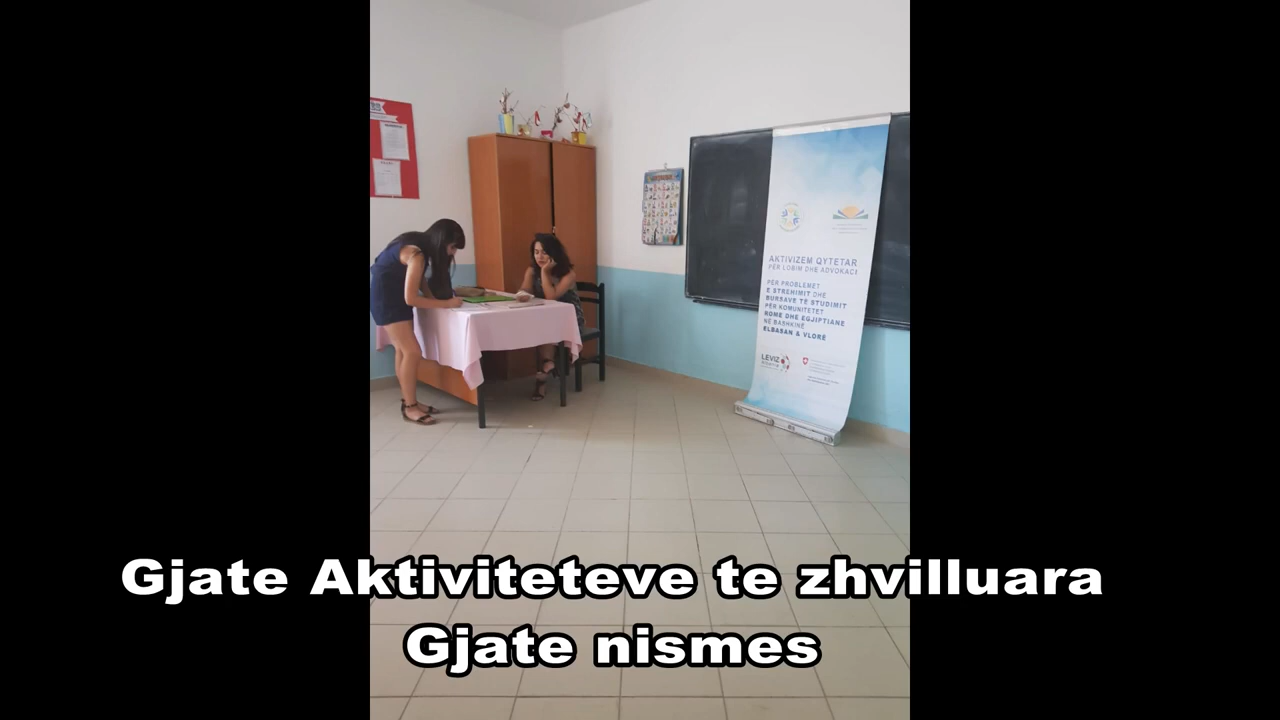 AKTIVIZEM QYTETAR
PËR LOBIM DHE ADVOKACI
PËR PROBLEMET
E STREHIMIT DHE
BURSAVE TË STUDIMIT
PËR KOMUNITETET
ROME DHE EGJIPTIANE
NË BASHKINË
ELBASAN & VLORË
LEVIZ
Gjate Aktiviteteve te zhvilluara
Gjate nismes